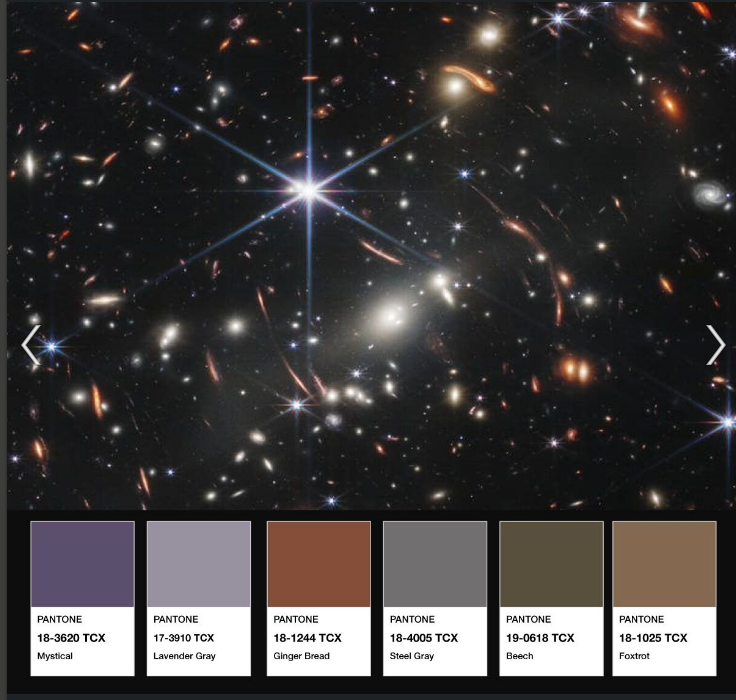 PANTONE
18-3620 TCX
Mystical
PANTONE
17-3910 TCX
Lavender Gray
PANTONE
18-1244 TCX
Ginger Bread
PANTONE
18-4005 TCX
Steel Gray
PANTONE
19-0618 TCX
Beech
PANTONE
18-1025 TCX
Foxtrot